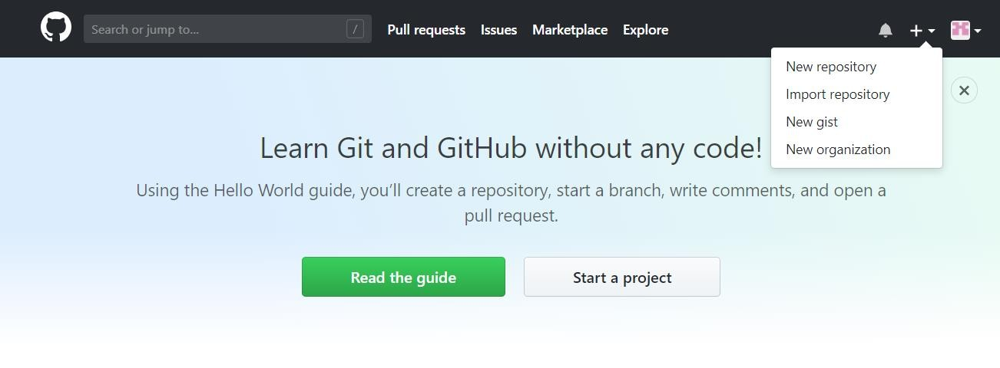 Search or jump to...
/
Pull requests
Issues
Marketplace
Explore
New repository
Import repository
New gist
New organization
Learn Git and GitHub without any code!
Using the Hello World guide, you’ll create a repository, start a branch, write comments, and open a
pull request.
Read the guide
Start a project